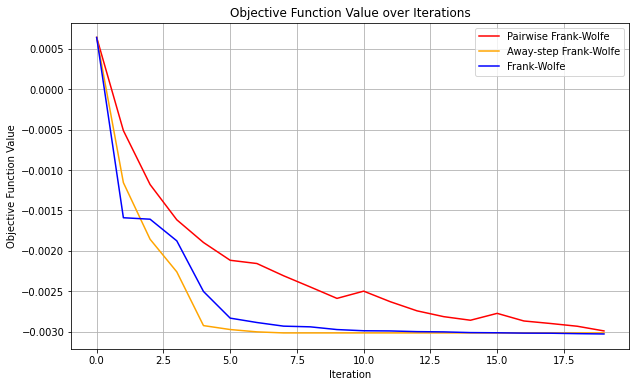 Objective Function Value over Iterations
Pairwise Frank-Wolfe
Away-step Frank-Wolfe
Frank-Wolfe
Objective Function Value
0.0005
0.0000
−0.0005
−0.0010
−0.0015
−0.0020
−0.0025
−0.0030
0.0 2.5 5.0 7.5 10.0 12.5 15.0 17.5
Iteration